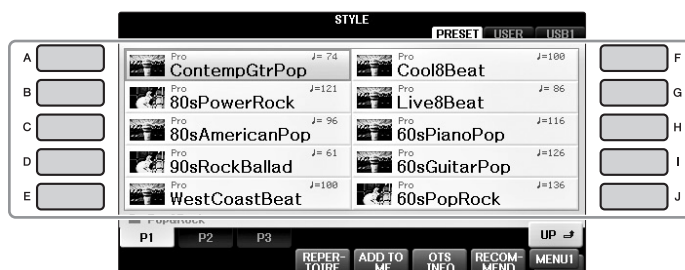 STYLE
PRESET USER USB1
A Pro ♩= 74 ContempGtrPop Pro ♩=100 Cool8Beat F
B Pro ♩=121 80sPowerRock Pro ♩= 86 Live8Beat G
C Pro ♩= 96 80sAmericanPop Pro ♩=116 60sPianoPop H
D Pro ♩= 61 90sRockBallad Pro ♩=126 60sGuitarPop I
E Pro ♩=100 WestCoastBeat Pro ♩=136 60sPopRock J
Pop&Rock
P1 P2 P3 UP
REPER- ADD TO OTS RECOM- MENU1
TOIRE ME INFO MEND